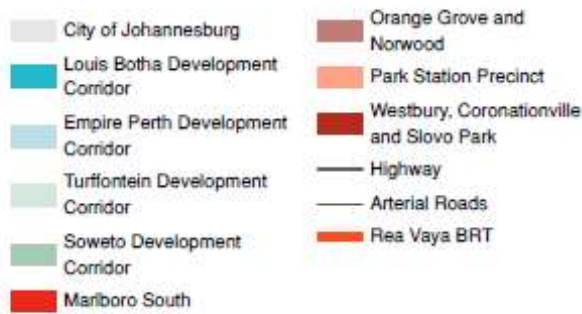 City of Johannesburg
Louis Botha Development
Corridor
Empire Perth Development
Corridor
Turffontein Development
Corridor
Soweto Development
Corridor
Marlboro South
Orange Grove and
Norwood
Park Station Precinct
Westbury, Coronationville
and Slovo Park
Highway
Arterial Roads
Rea Vaya BRT